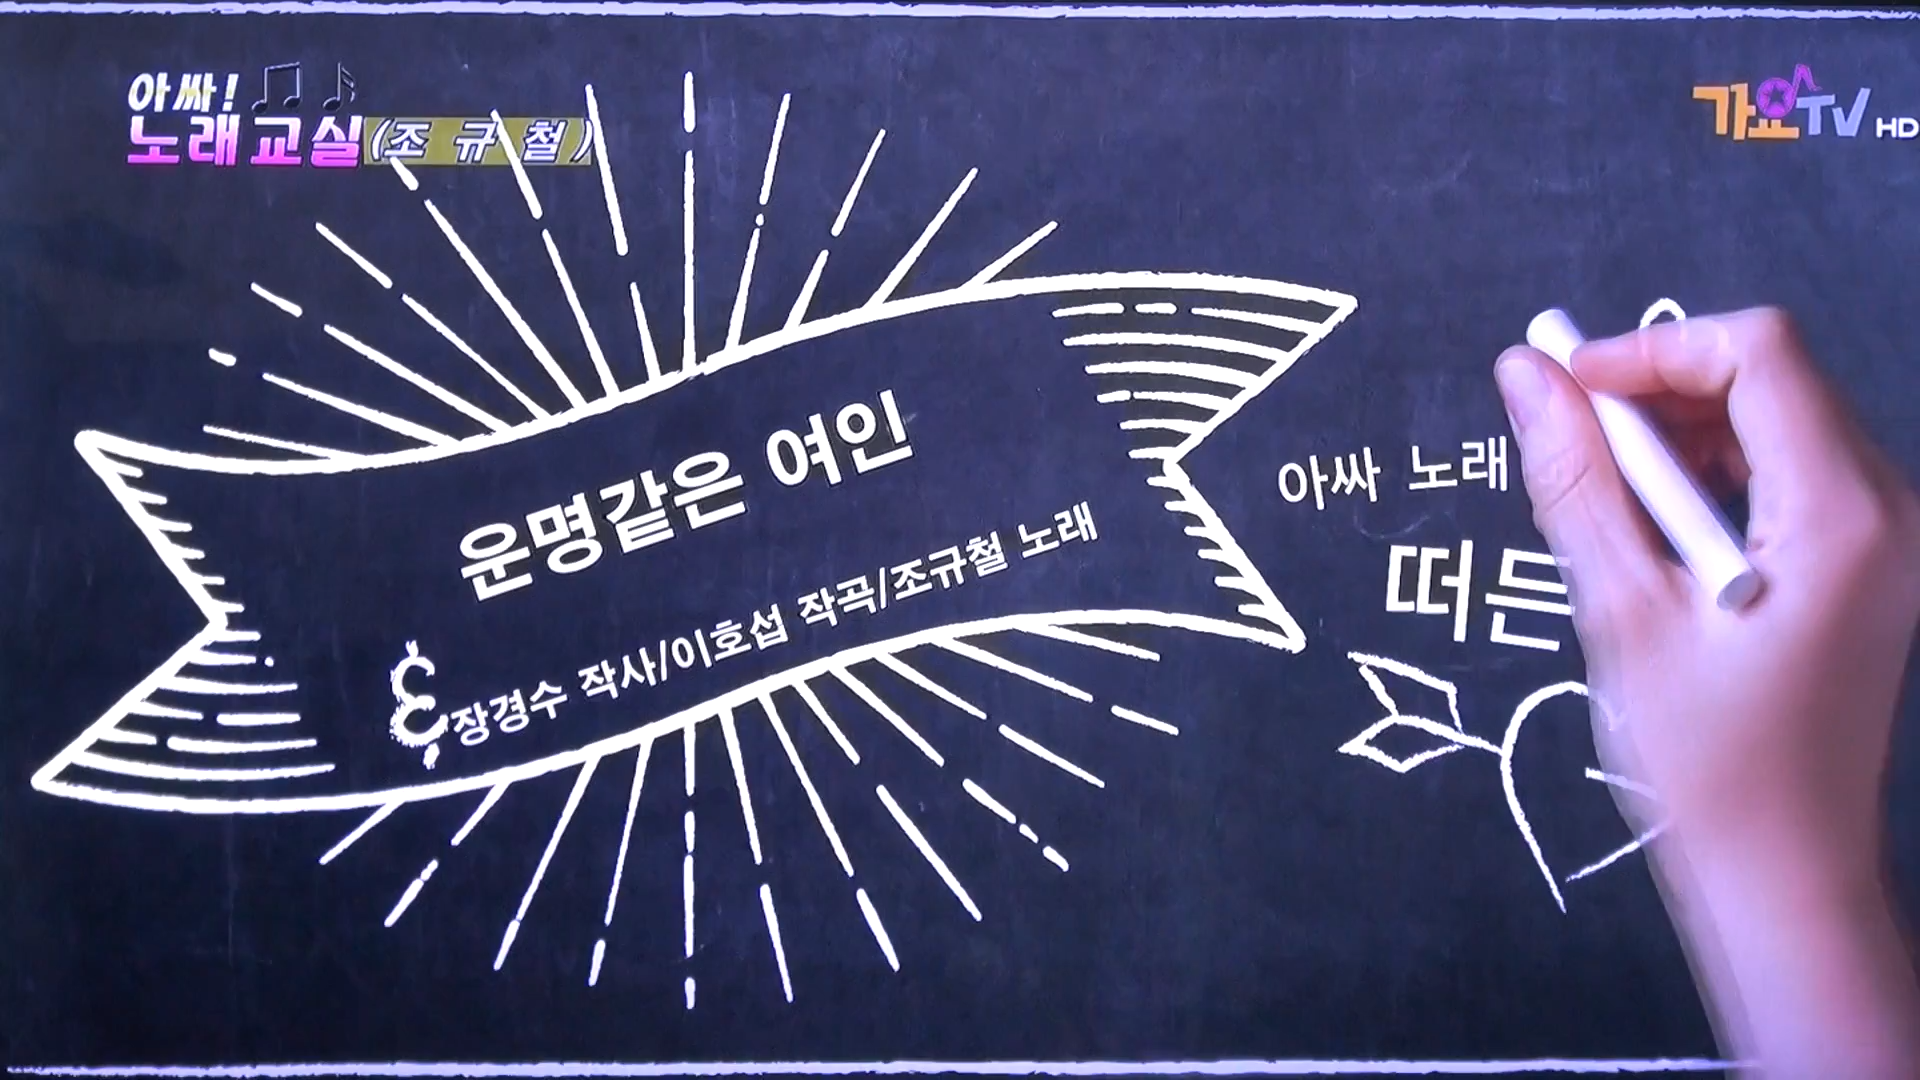 아싸!
노래교실(조 규 철)
가요TV HD
운명같은 여인
장경수 작사/이호섭 작곡/조규철 노래
아싸 노래
떠든